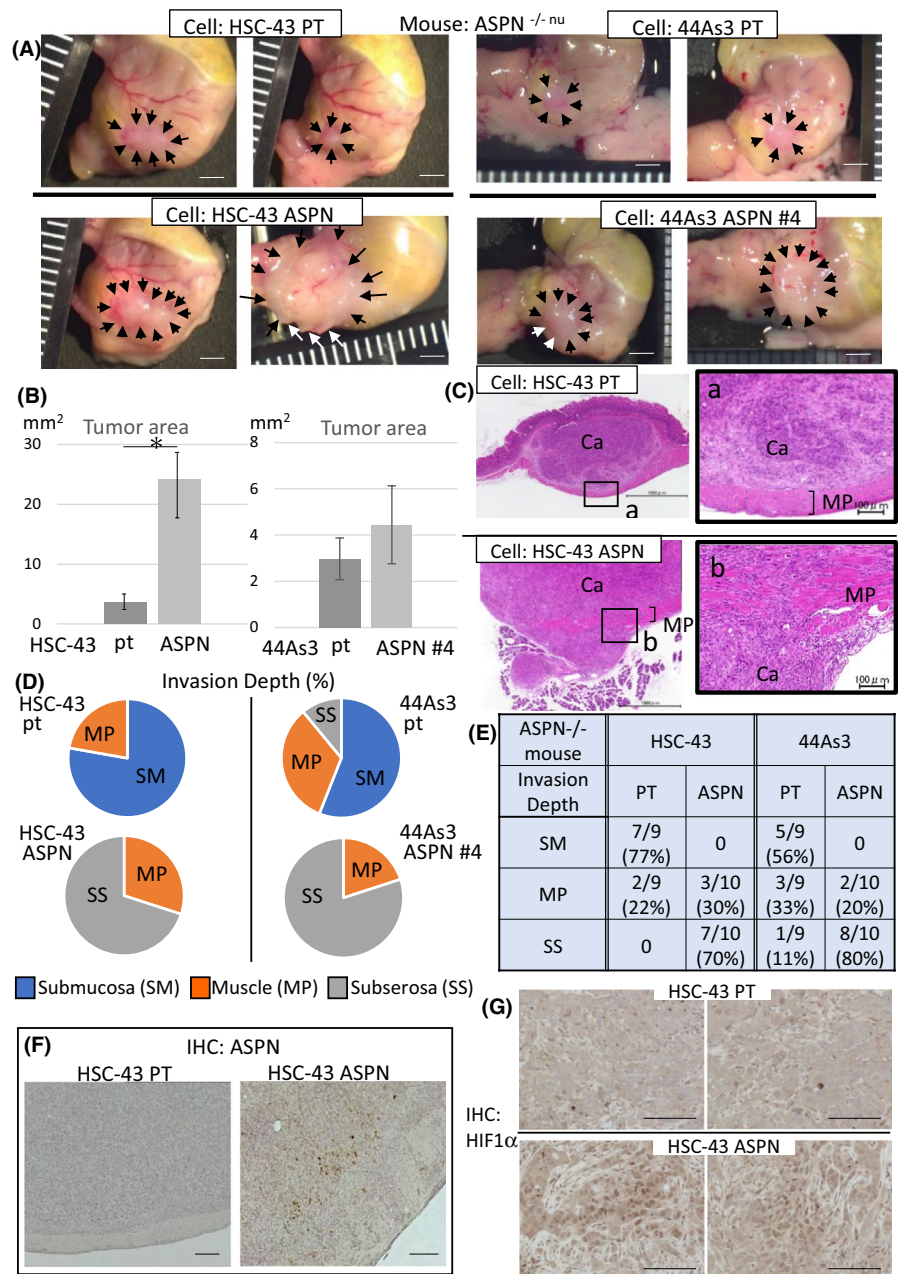 (A)
Cell: HSC-43 PT
Mouse: ASPN -/- nu
Cell: 44As3 PT
Cell: HSC-43 ASPN
Cell: 44As3 ASPN #4
(B)
mm2
Tumor area
*
30
20
10
0
HSC-43
pt
ASPN
mm2
Tumor area
8
6
4
2
0
44As3
pt
ASPN #4
(C)
Cell: HSC-43 PT
Ca
a
a
Ca
MP
100μm
Cell: HSC-43 ASPN
Ca
MP
b
b
MP
Ca
100μm
(D)
Invasion Depth (%)
HSC-43
pt
MP
SM
44As3
pt
SS
MP
SM
HSC-43
ASPN
SS
MP
44As3
ASPN #4
SS
MP
Submucosa (SM) Muscle (MP) Subserosa (SS)
(E)
ASPN-/- mouse HSC-43 44As3
Invasion Depth PT ASPN PT ASPN
SM 7/9 (77%) 0 5/9 (56%) 0
MP 2/9 (22%) 3/10 (30%) 3/9 (33%) 2/10 (20%)
SS 0 7/10 (70%) 1/9 (11%) 8/10 (80%)
(F)
IHC: ASPN
HSC-43 PT
HSC-43 ASPN
(G)
HSC-43 PT
IHC:
HIF1α
HSC-43 ASPN